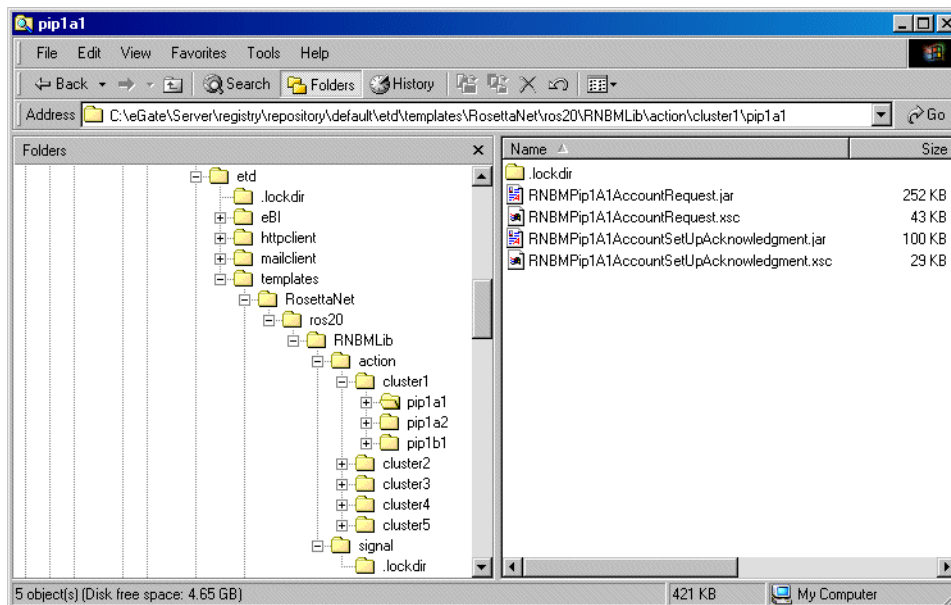 pip1a1
File Edit View Favorites Tools Help
Back Search Folders History
Address C:\eGate\Server\registry\repository\default\etd\templates\RosettaNet\ros20\RNBMLib\action\cluster1\pip1a1 Go
Folders
Name Size
etd
.lockdir
eBI
httpclient
mailclient
templates
RosettaNet
ros20
RNBMLib
action
cluster1
pip1a1
pip1a2
pip1b1
cluster2
cluster3
cluster4
cluster5
signal
.lockdir
.lockdir
RNBMPip1A1AccountRequest.jar 252 KB
RNBMPip1A1AccountRequest.xsc 43 KB
RNBMPip1A1AccountSetUpAcknowledgment.jar 100 KB
RNBMPip1A1AccountSetUpAcknowledgment.xsc 29 KB
5 object(s) (Disk free space: 4.65 GB) 421 KB My Computer